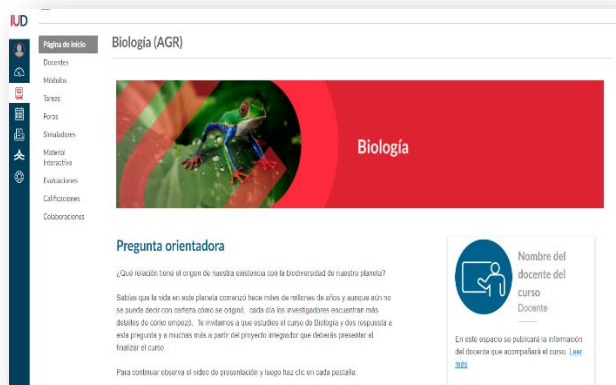 IUD
Página de inicio
Docentes
Módulos
Tareas
Foros
Simuladores
Material
Interactivo
Evaluaciones
Calificaciones
Colaboraciones
Biología (AGR)
Biología
Pregunta orientadora
¿Qué relación tiene el origen de nuestra existencia con la biodiversidad de nuestro planeta?
Sabías que la vida en este planeta comenzó hace miles de millones de años y aunque aún no
se puede decir con certeza cómo se originó, cada día los investigadores encuentran más
detalles de cómo empezó. Te invitamos a que estudies el curso de Biología y des respuesta a
esta pregunta y a muchas más a partir del proyecto integrador que deberás presentar al
finalizar el curso.
Para continuar observa el video de presentación y luego haz clic en cada pestaña.
Nombre del
docente del
curso
Docente
En este espacio se publicará la información
del docente que acompañará el curso. Leer
más